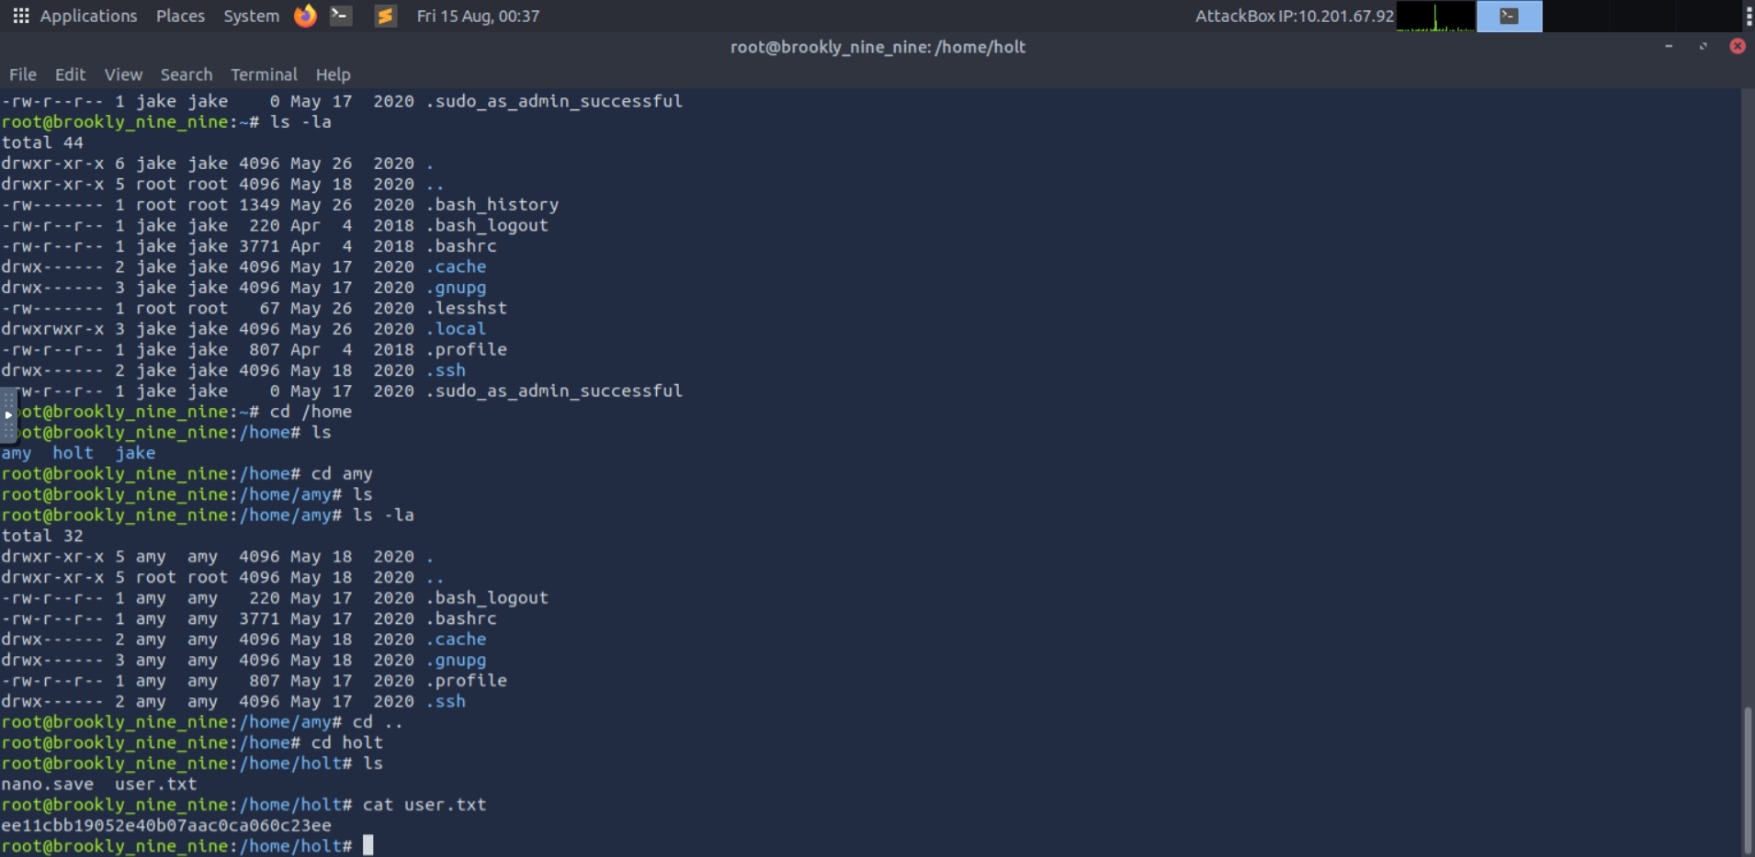 Applications Places System Fri 15 Aug, 00:37 AttackBox IP:10.201.67.92
root@brookly_nine_nine: /home/holt
File Edit View Search Terminal Help
-rw-r--r-- 1 jake jake    0 May 17  2020 .sudo_as_admin_successful
root@brookly_nine_nine:~# ls -la
total 44
drwxr-xr-x 6 jake jake 4096 May 26  2020 .
drwxr-xr-x 5 root root 4096 May 18  2020 ..
-rw------- 1 root root 1349 May 26  2020 .bash_history
-rw-r--r-- 1 jake jake  220 Apr  4  2018 .bash_logout
-rw-r--r-- 1 jake jake 3771 Apr  4  2018 .bashrc
drwx------ 2 jake jake 4096 May 17  2020 .cache
drwx------ 3 jake jake 4096 May 17  2020 .gnupg
-rw------- 1 root root   67 May 26  2020 .lesshst
drwxrwxr-x 3 jake jake 4096 May 26  2020 .local
-rw-r--r-- 1 jake jake  807 Apr  4  2018 .profile
drwx------ 2 jake jake 4096 May 18  2020 .ssh
rw-r--r-- 1 jake jake    0 May 17  2020 .sudo_as_admin_successful
oot@brookly_nine_nine:~# cd /home
oot@brookly_nine_nine:/home# ls
amy  holt  jake
root@brookly_nine_nine:/home# cd amy
root@brookly_nine_nine:/home/amy# ls
root@brookly_nine_nine:/home/amy# ls -la
total 32
drwxr-xr-x 5 amy  amy  4096 May 18  2020 .
drwxr-xr-x 5 root root 4096 May 18  2020 ..
-rw-r--r-- 1 amy  amy   220 May 17  2020 .bash_logout
-rw-r--r-- 1 amy  amy  3771 May 17  2020 .bashrc
drwx------ 2 amy  amy  4096 May 18  2020 .cache
drwx------ 3 amy  amy  4096 May 18  2020 .gnupg
-rw-r--r-- 1 amy  amy   807 May 17  2020 .profile
drwx------ 2 amy  amy  4096 May 17  2020 .ssh
root@brookly_nine_nine:/home/amy# cd ..
root@brookly_nine_nine:/home# cd holt
root@brookly_nine_nine:/home/holt# ls
nano.save  user.txt
root@brookly_nine_nine:/home/holt# cat user.txt
ee11cbb19052e40b07aac0ca060c23ee
root@brookly_nine_nine:/home/holt#